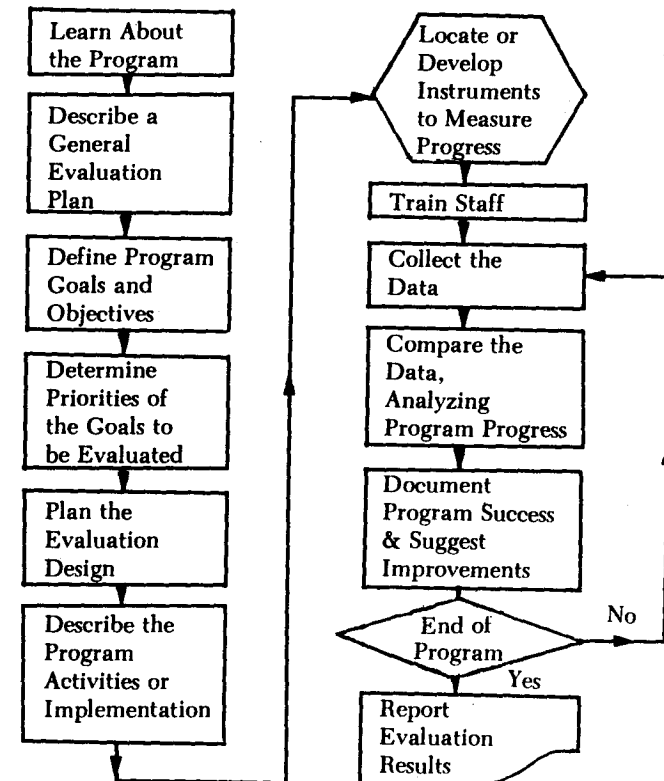 Learn About
the Program
Describe a
General
Evaluation
Plan
Define Program
Goals and
Objectives
Determine
Priorities of
the Goals to
be Evaluated
Plan the
Evaluation
Design
Describe the
Program
Activities or
Implementation
Locate or
Develop
Instruments
to Measure
Progress
Train Staff
Collect the
Data
Compare the
Data,
Analyzing
Program Progress
Document
Program Success
& Suggest
Improvements
End of
Program
No
Yes
Report
Evaluation
Results